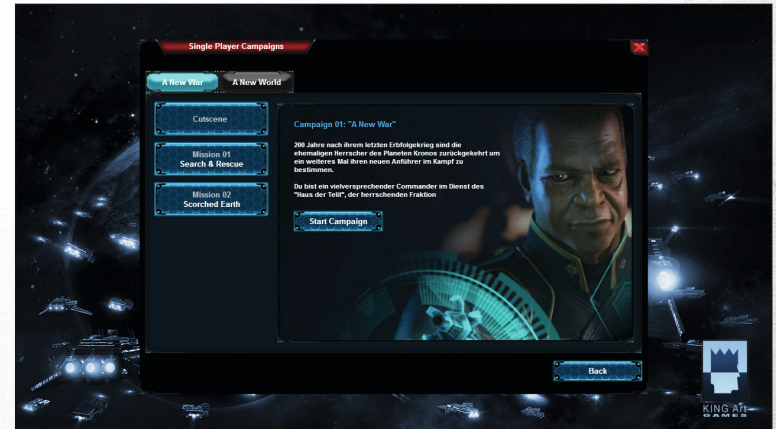 Single Player Campaigns
A New War
A New World
Cutscene
Mission 01
Search & Rescue
Mission 02
Scorched Earth
Campaign 01: "A New War"
200 Jahre nach ihrem letzten Erbfolgekrieg sind die
ehemaligen Herrscher des Planeten Kronos zurückgekehrt um
ein weiteres Mal ihren neuen Anführer im Kampf zu
bestimmen.
Du bist ein vielversprechender Commander im Dienst des
"Haus der Telit", der herrschenden Fraktion
Start Campaign
Back
KING Art
GAMES